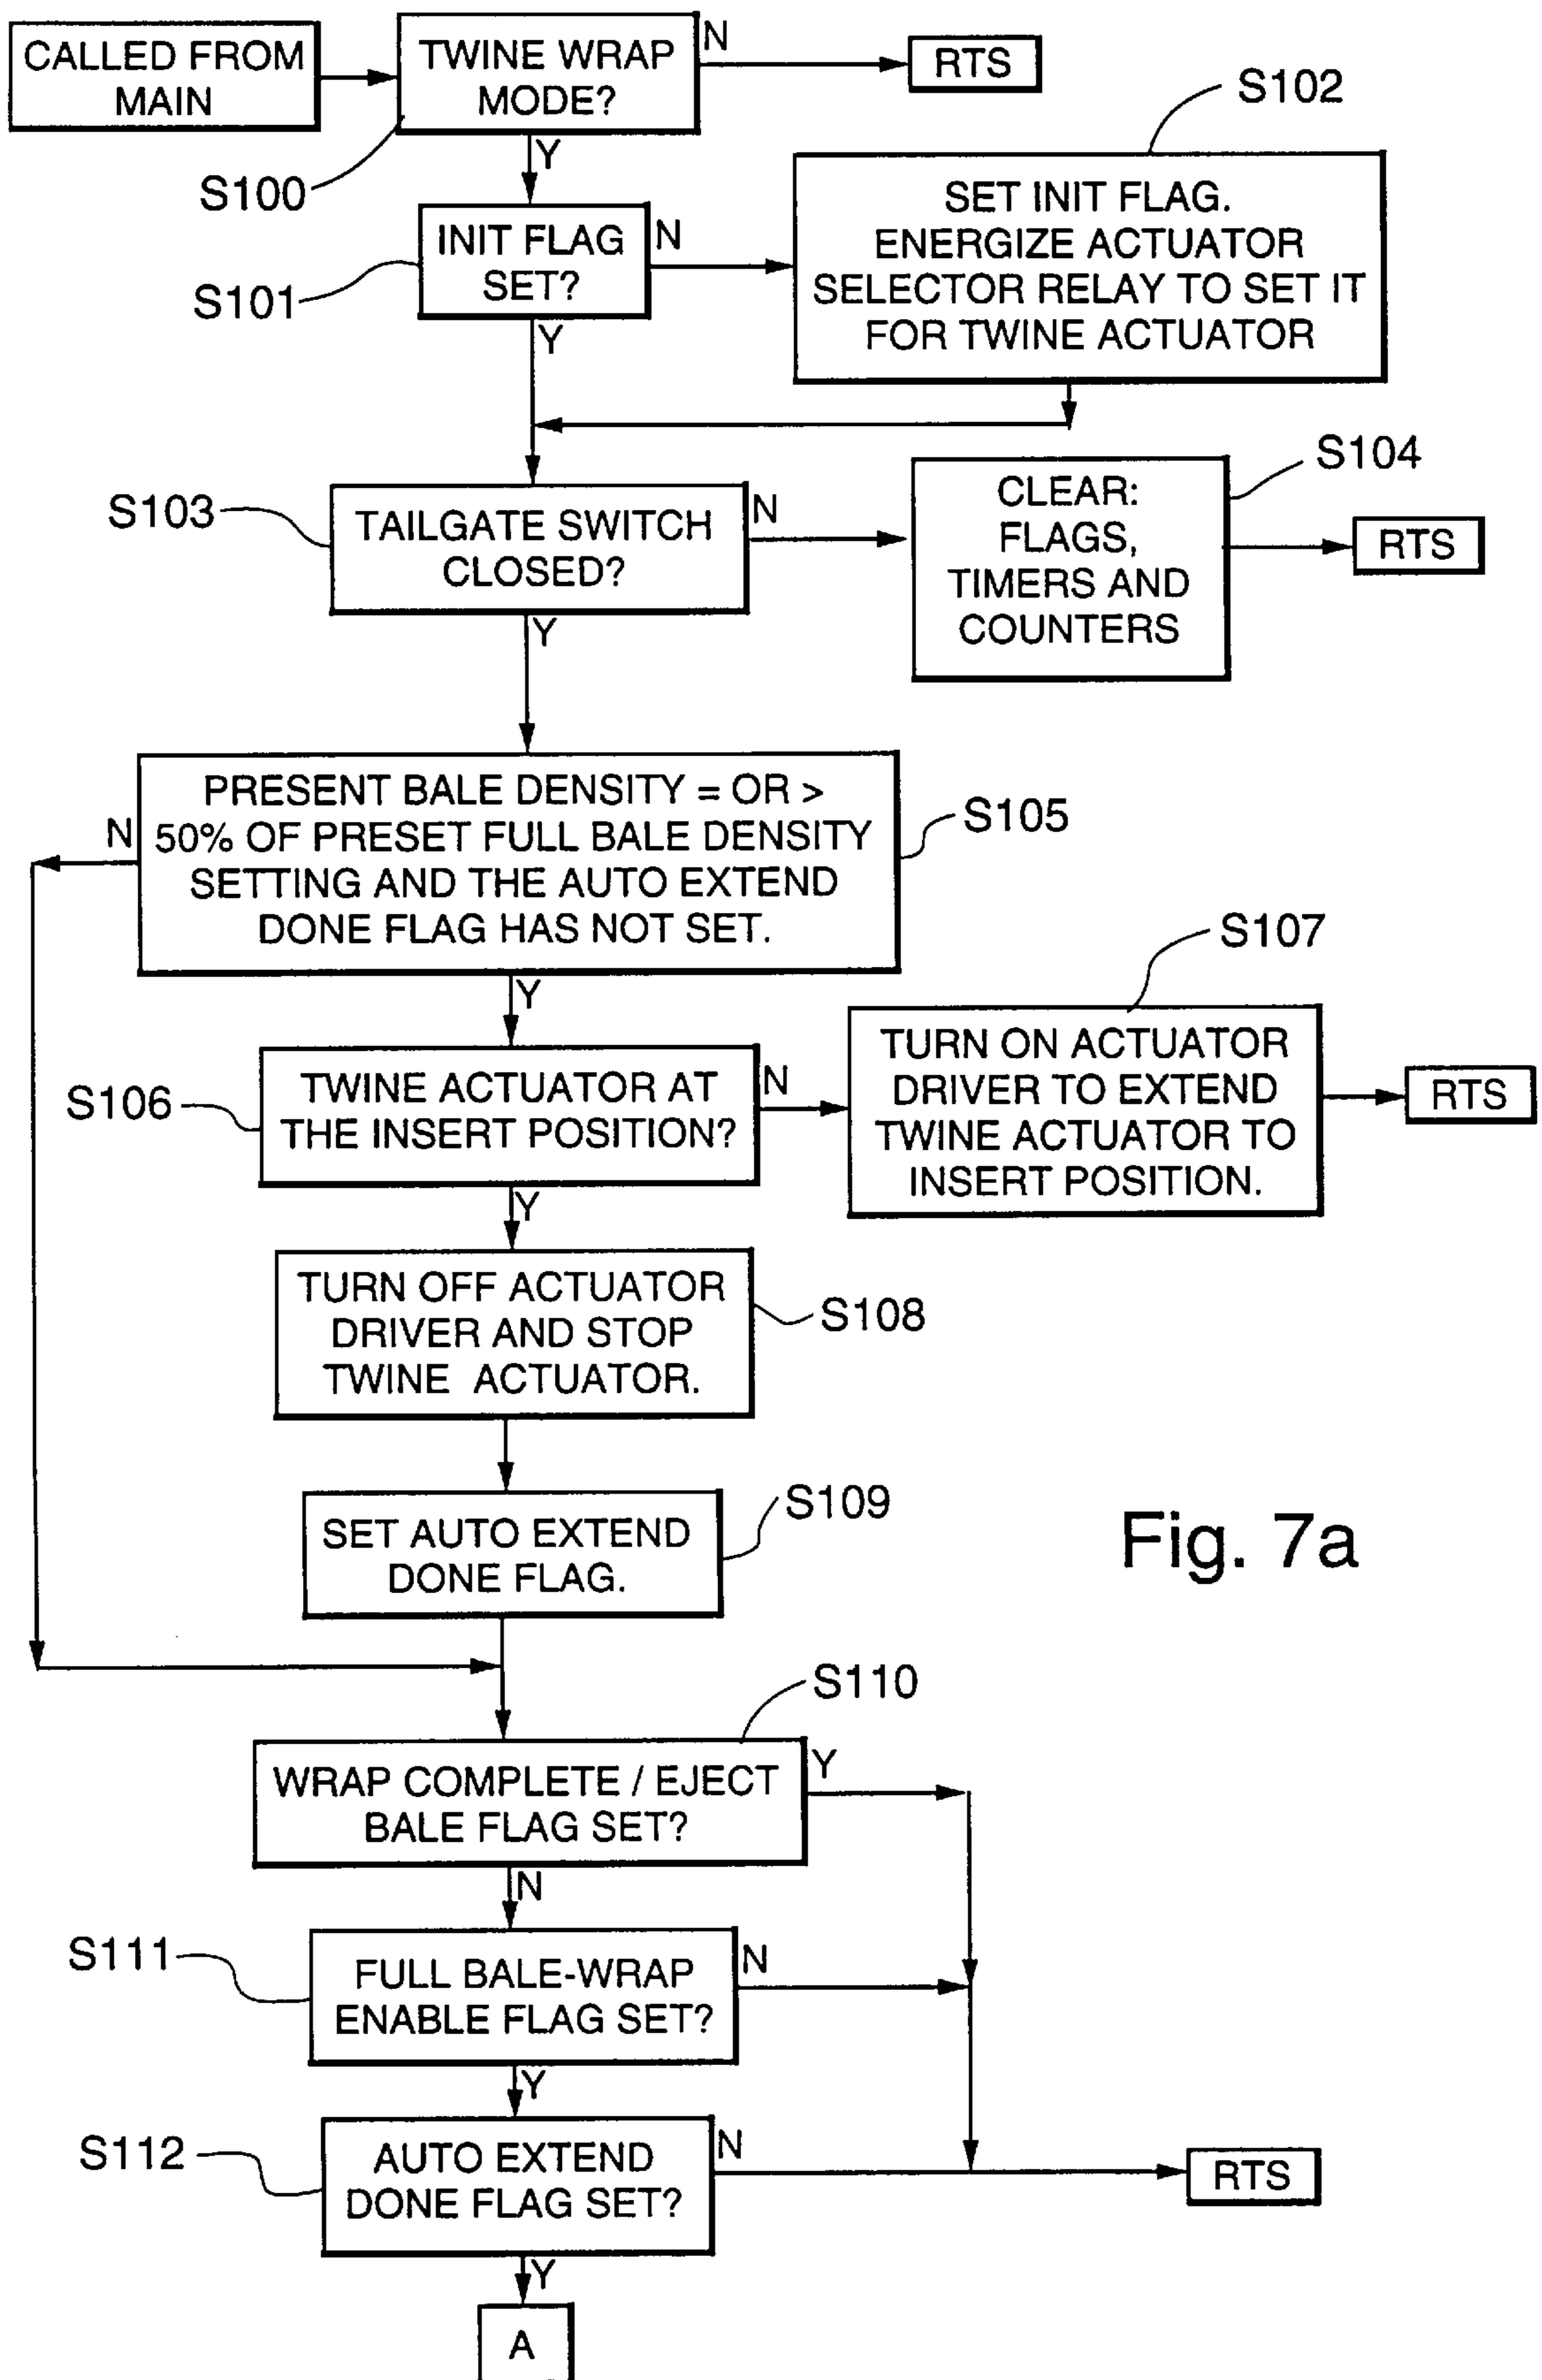 CALLED FROM
MAIN
TWINE WRAP
MODE?
N
RTS
S100
Y
S102
INIT FLAG
SET?
N
S101
Y
SET INIT FLAG.
ENERGIZE ACTUATOR
SELECTOR RELAY TO SET IT
FOR TWINE ACTUATOR
S103
TAILGATE SWITCH
CLOSED?
N
Y
S104
CLEAR:
FLAGS,
TIMERS AND
COUNTERS
RTS
N
PRESENT BALE DENSITY = OR >
50% OF PRESET FULL BALE DENSITY
SETTING AND THE AUTO EXTEND
DONE FLAG HAS NOT SET.
S105
Y
S106
TWINE ACTUATOR AT
THE INSERT POSITION?
N
Y
S107
TURN ON ACTUATOR
DRIVER TO EXTEND
TWINE ACTUATOR TO
INSERT POSITION.
RTS
TURN OFF ACTUATOR
DRIVER AND STOP
TWINE ACTUATOR.
S108
SET AUTO EXTEND
DONE FLAG.
S109
Fig. 7a
S110
WRAP COMPLETE / EJECT
BALE FLAG SET?
Y
N
S111
FULL BALE-WRAP
ENABLE FLAG SET?
N
Y
S112
AUTO EXTEND
DONE FLAG SET?
N
RTS
Y
A